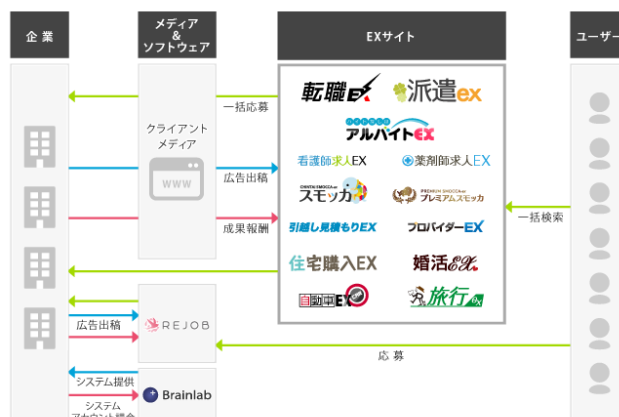 企業
メディア
&
ソフトウェア
EXサイト
ユーザー
クライアント
メディア
WWW
一括応募
広告出稿
成果報酬
転職EX
派遣ex
アルバイトEX
看護師求人EX
薬剤師求人EX
スモッカ
プレミアムスモッカ
引越し見積もりEX
プロバイダーEX
住宅購入EX
婚活EX
自動車EX
旅行EX
一括検索
REJOB
広告出稿
応募
システム提供
Brainlab
システム